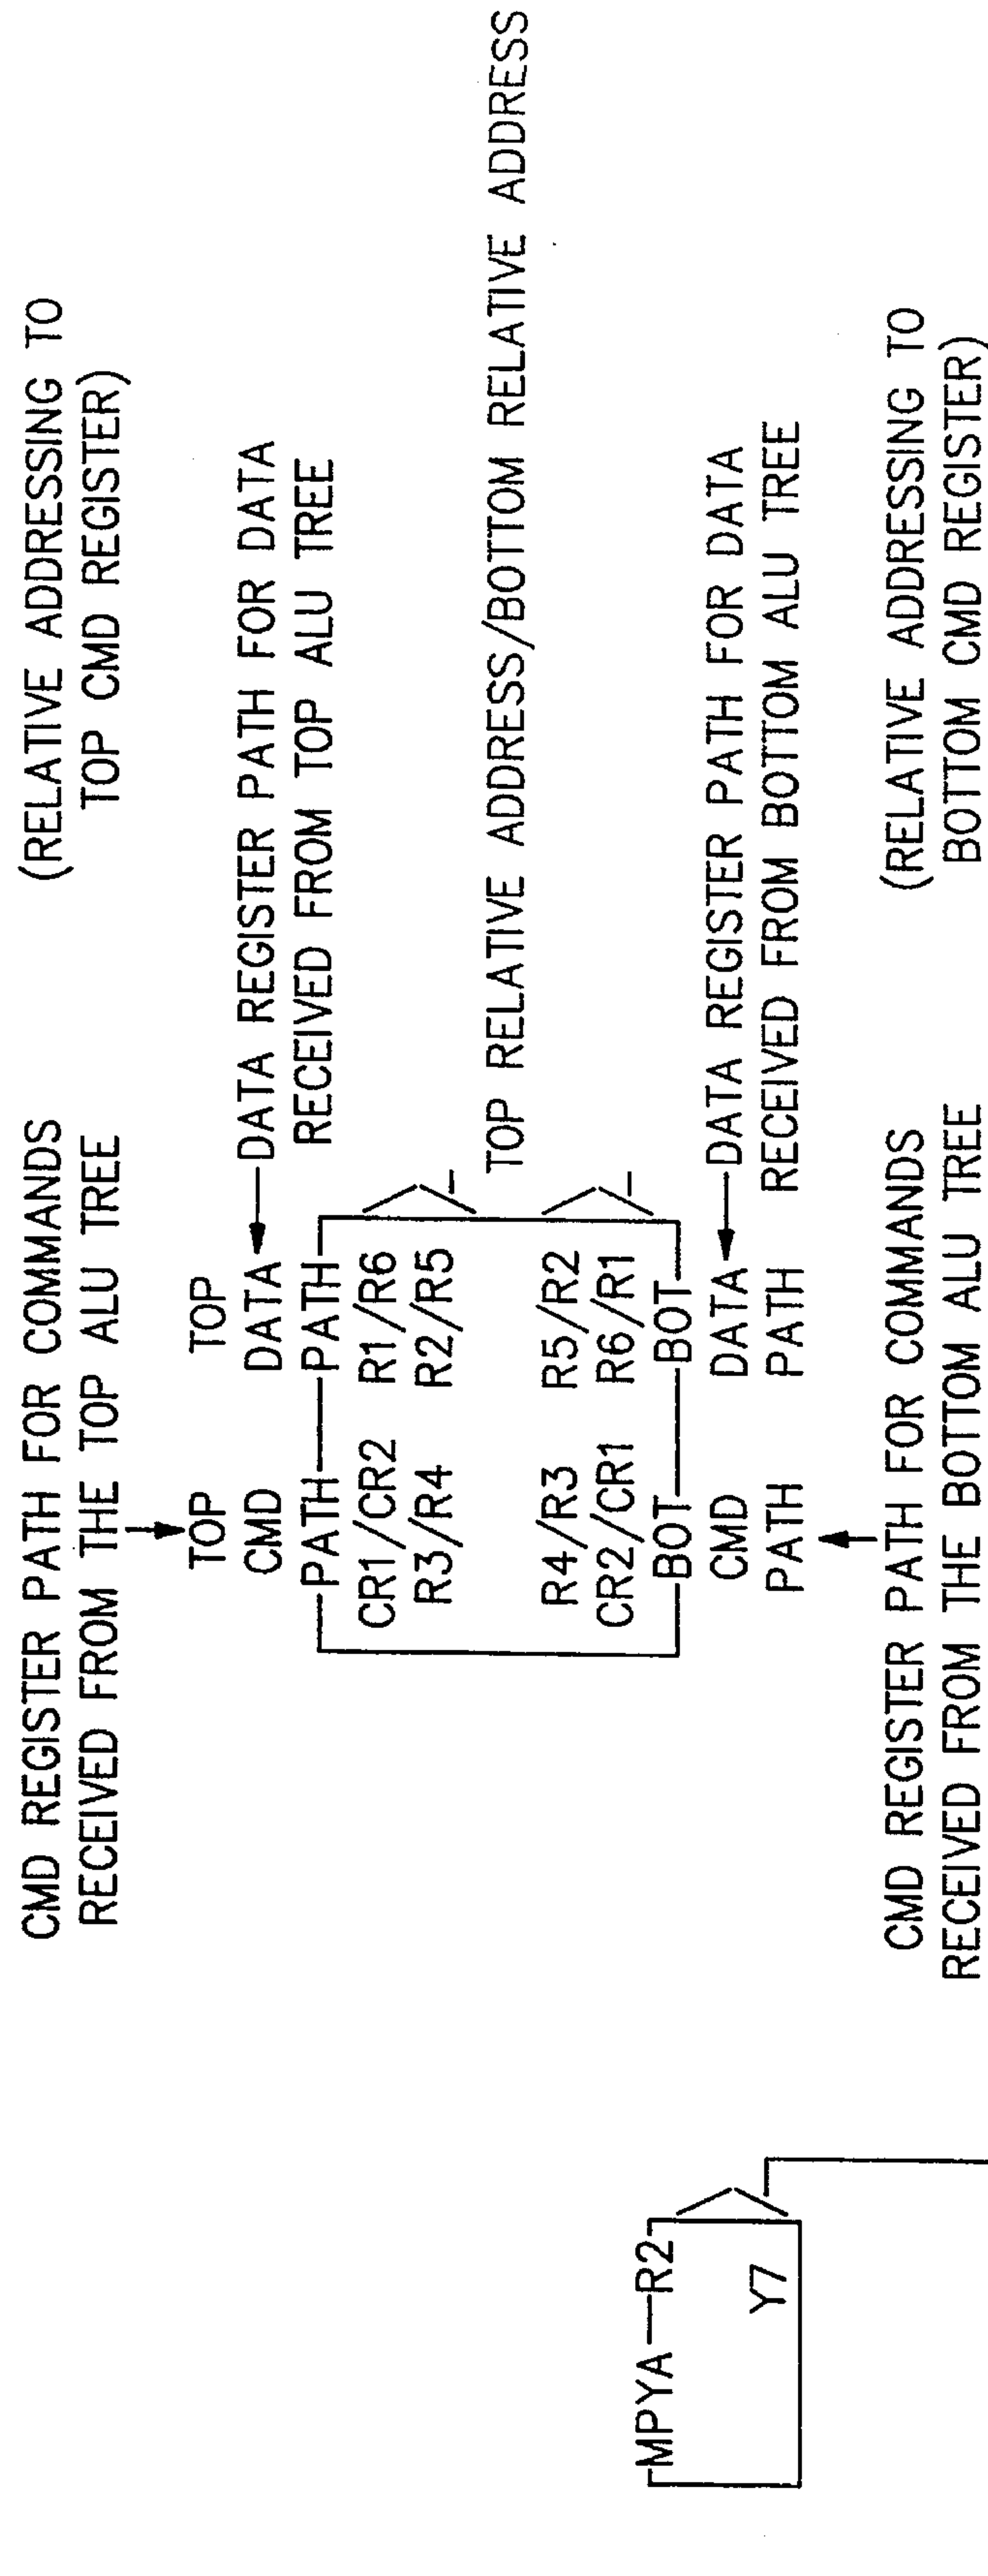 CMD REGISTER PATH FOR COMMANDS (RELATIVE ADDRESSING TO
RECEIVED FROM THE TOP ALU TREE TOP CMD REGISTER)
TOP TOP
CMD DATA DATA REGISTER PATH FOR DATA
PATH PATH RECEIVED FROM TOP ALU TREE
CR1/CR2 R1/R6
R3/R4 R2/R5
TOP RELATIVE ADDRESS/BOTTOM RELATIVE ADDRESS
R4/R3 R5/R2
CR2/CR1 R6/R1
BOT BOT
CMD DATA DATA REGISTER PATH FOR DATA
PATH PATH RECEIVED FROM BOTTOM ALU TREE
CMD REGISTER PATH FOR COMMANDS (RELATIVE ADDRESSING TO
RECEIVED FROM THE BOTTOM ALU TREE BOTTOM CMD REGISTER)
MPYA R2
Y7